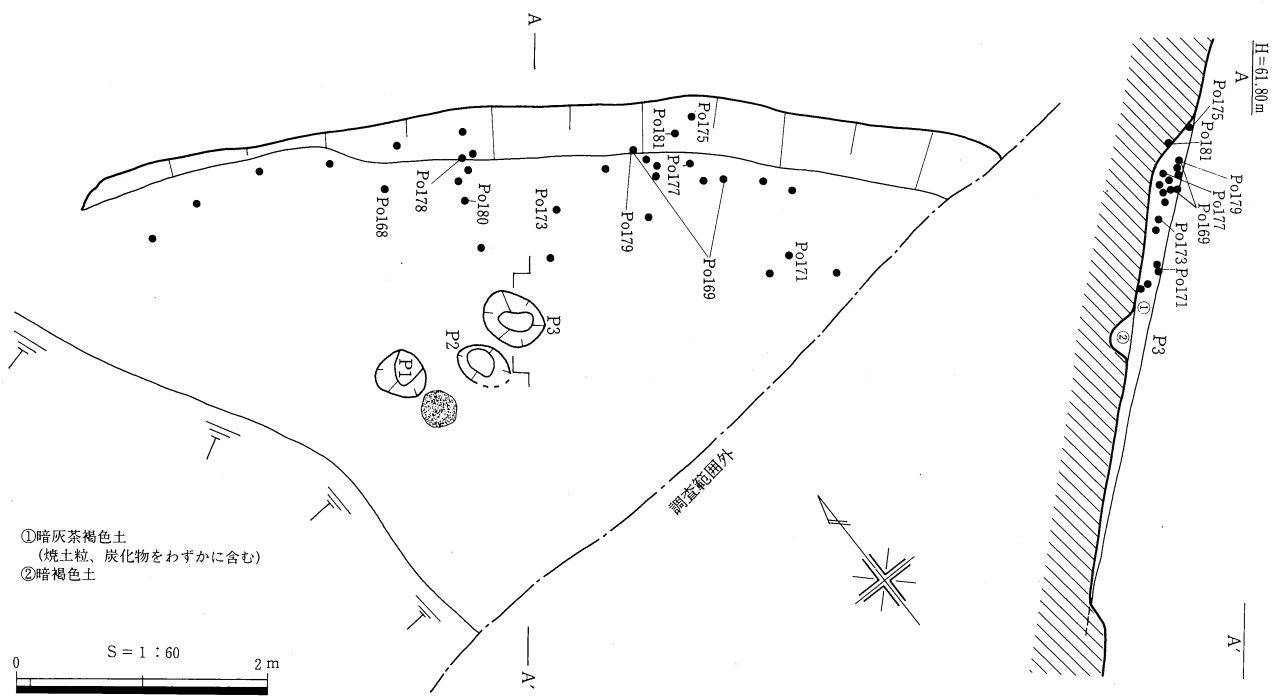 A
Po175
Po181
Po177
Po178
Po180
Po168
Po173
Po179
Po169
Po171
P3
P2
P1
調査範囲外
①暗灰茶褐色土
(焼土粒、炭化物をわずかに含む)
②暗褐色土
S=1:60
0
2m
A′
H=61.80m
A
Po175
Po181
Po179
Po177
Po169
Po173
Po171
①
②
P3
A′